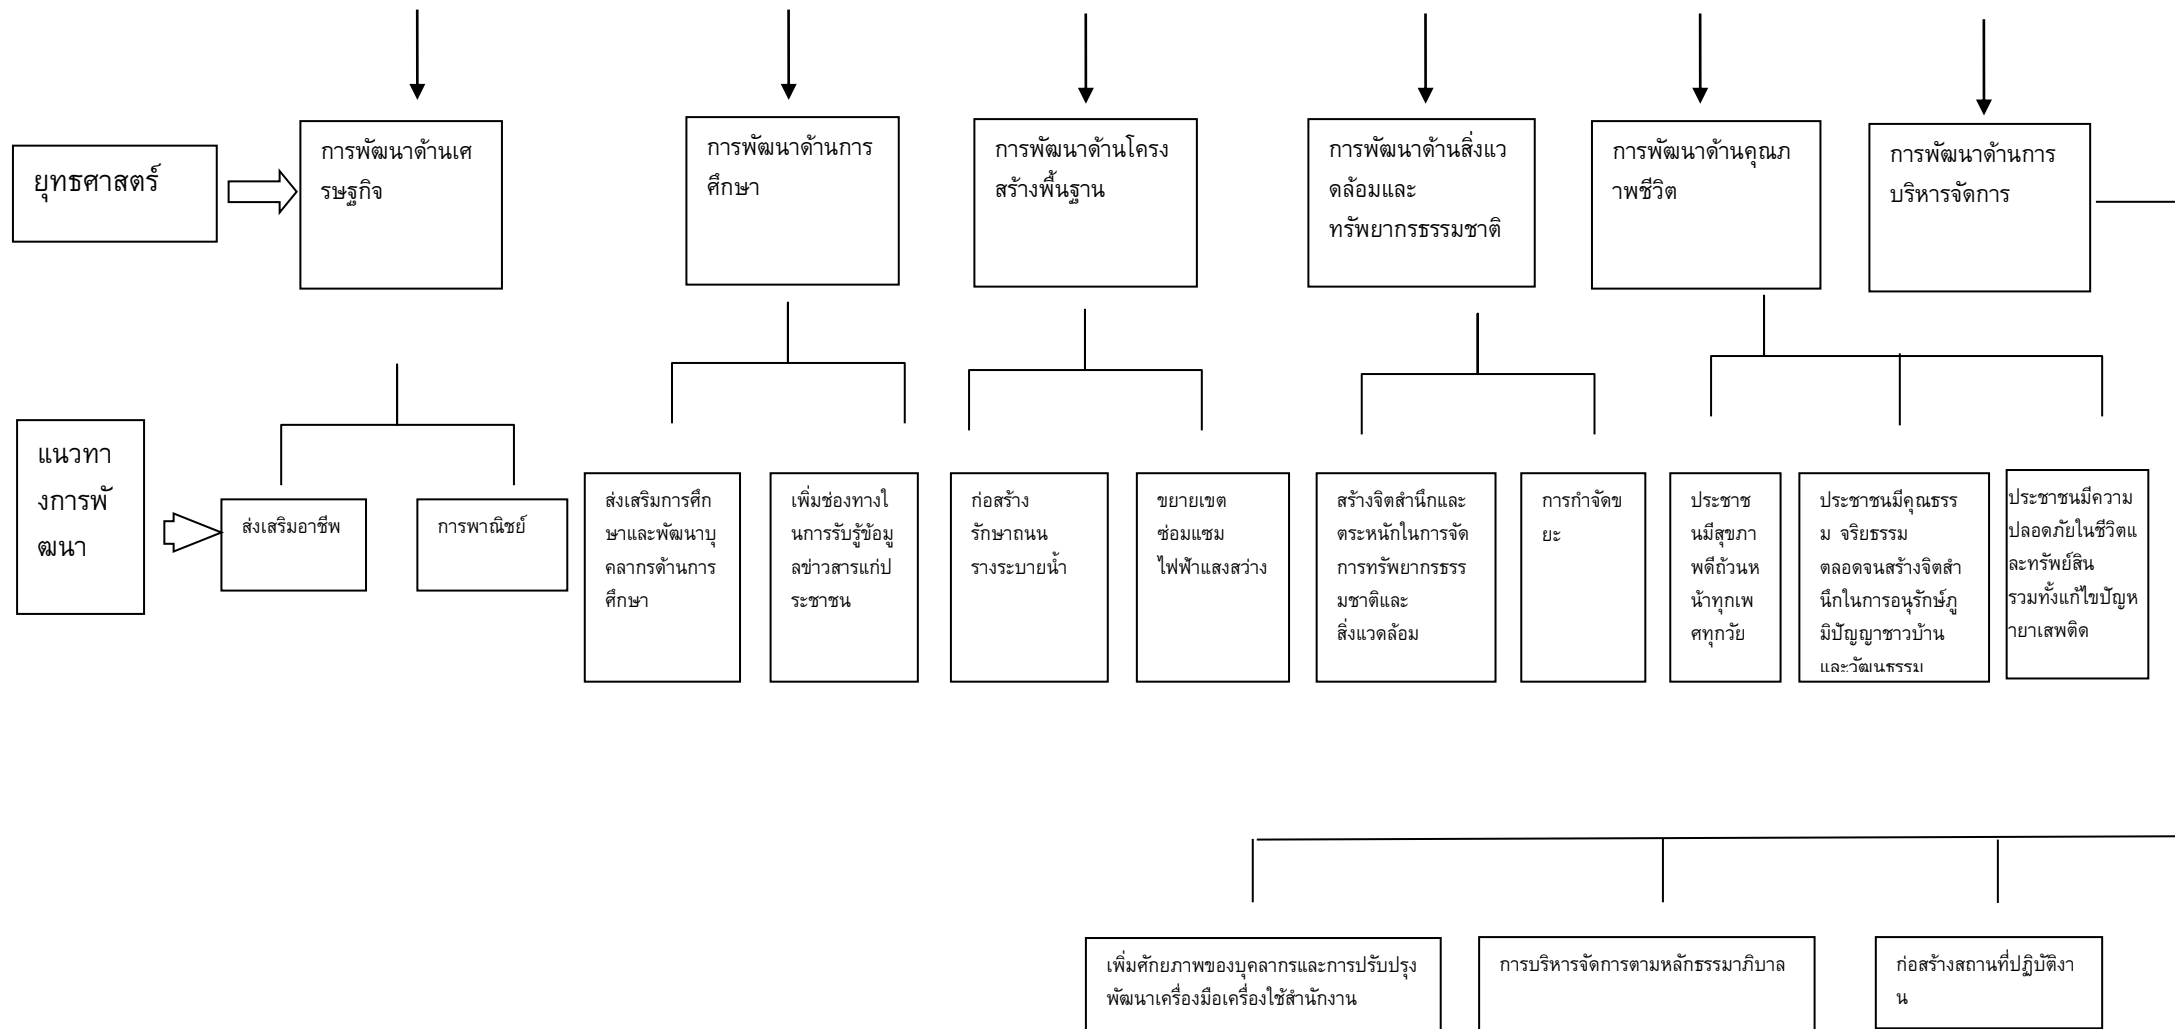 ยุทธศาสตร์
การพัฒนาด้านเศ
รษฐกิจ
การพัฒนาด้านการ
ศึกษา
การพัฒนาด้านโครง
สร้างพื้นฐาน
การพัฒนาด้านสิ่งแว
ดล้อมและ
ทรัพยากรธรรมชาติ
การพัฒนาด้านคุณภ
าพชีวิต
การพัฒนาด้านการ
บริหารจัดการ
แนวทา
งการพั
ฒนา
ส่งเสริมอาชีพ
การพาณิชย์
ส่งเสริมการศึก
ษาและพัฒนาบุ
คลากรด้านการ
ศึกษา
เพิ่มช่องทางใ
นการรับรู้ข้อมู
ลข่าวสารแก่ป
ระชาชน
ก่อสร้าง
รักษาถนน
รางระบายน้ำ
ขยายเขต
ซ่อมแซม
ไฟฟ้าแสงสว่าง
สร้างจิตสำนึกและ
ตระหนักในการจัด
การทรัพยากรธรร
มชาติและ
สิ่งแวดล้อม
การกำจัดข
ยะ
ประชาช
นมีสุขภา
พดีถ้วนห
น้าทุกเพ
ศทุกวัย
ประชาชนมีคุณธรร
ม จริยธรรม
ตลอดจนสร้างจิตสำ
นึกในการอนุรักษ์ภู
มิปัญญาชาวบ้าน
และวัฒนธรรม
ประชาชนมีความ
ปลอดภัยในชีวิตแ
ละทรัพย์สิน
รวมทั้งแก้ไขปัญห
ายาเสพติด
เพิ่มศักยภาพของบุคลากรและการปรับปรุง
พัฒนาเครื่องมือเครื่องใช้สำนักงาน
การบริหารจัดการตามหลักธรรมาภิบาล
ก่อสร้างสถานที่ปฏิบัติงา
น